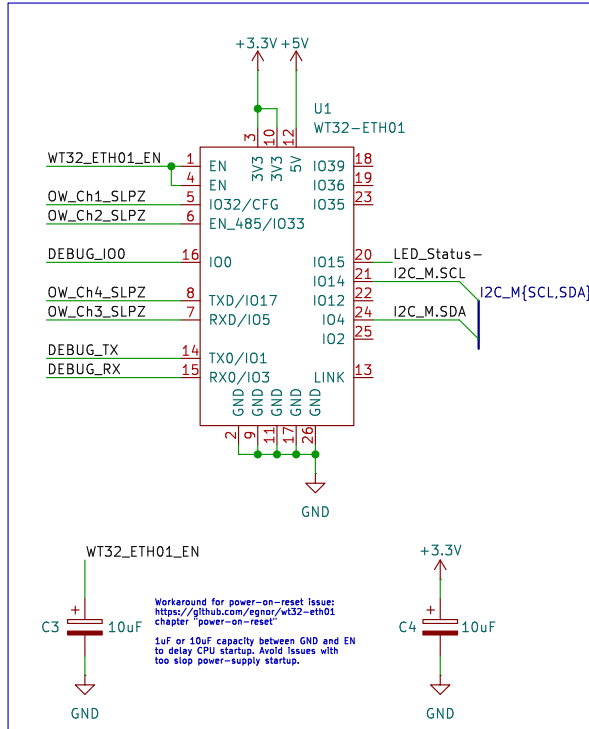 +3.3V +5V
U1
WT32-ETH01
3 10 12
3V3 3V3 5V
WT32_ETH01_EN 1 EN IO39 18
4 EN IO36 19
OW_Ch1_SLPZ 5 IO32/CFG IO35 23
OW_Ch2_SLPZ 6 EN_485/IO33
DEBUG_IO0 16 IO0 IO15 20 LED_Status-
IO14 21 I2C_M.SCL
I2C_M{SCL,SDA}
OW_Ch4_SLPZ 8 TXD/IO17 IO12 22
OW_Ch3_SLPZ 7 RXD/IO5 IO4 24 I2C_M.SDA
IO2 25
DEBUG_TX 14 TX0/IO1
DEBUG_RX 15 RX0/IO3 LINK 13
GND GND GND GND GND
2 9 11 17 26
GND
WT32_ETH01_EN
+3.3V
Workaround for power-on-reset issue:
https://github.com/egnor/wt32-eth01
chapter "power-on-reset"
1uF or 10uF capacity between GND and EN
to delay CPU startup. Avoid issues with
too slop power-supply startup.
+
C3 10uF
GND
+
C4 10uF
GND